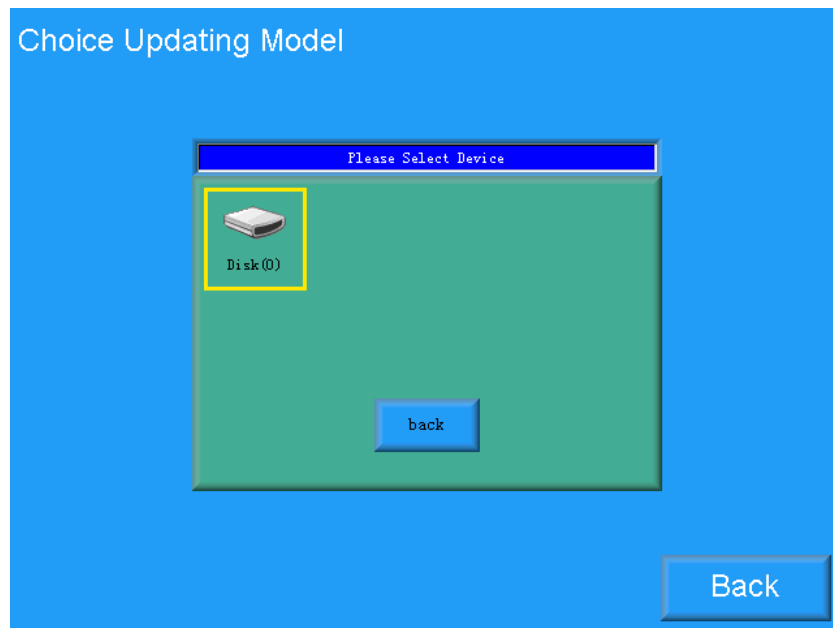 Choice Updating Model
Please Select Device
Disk(0)
back
Back